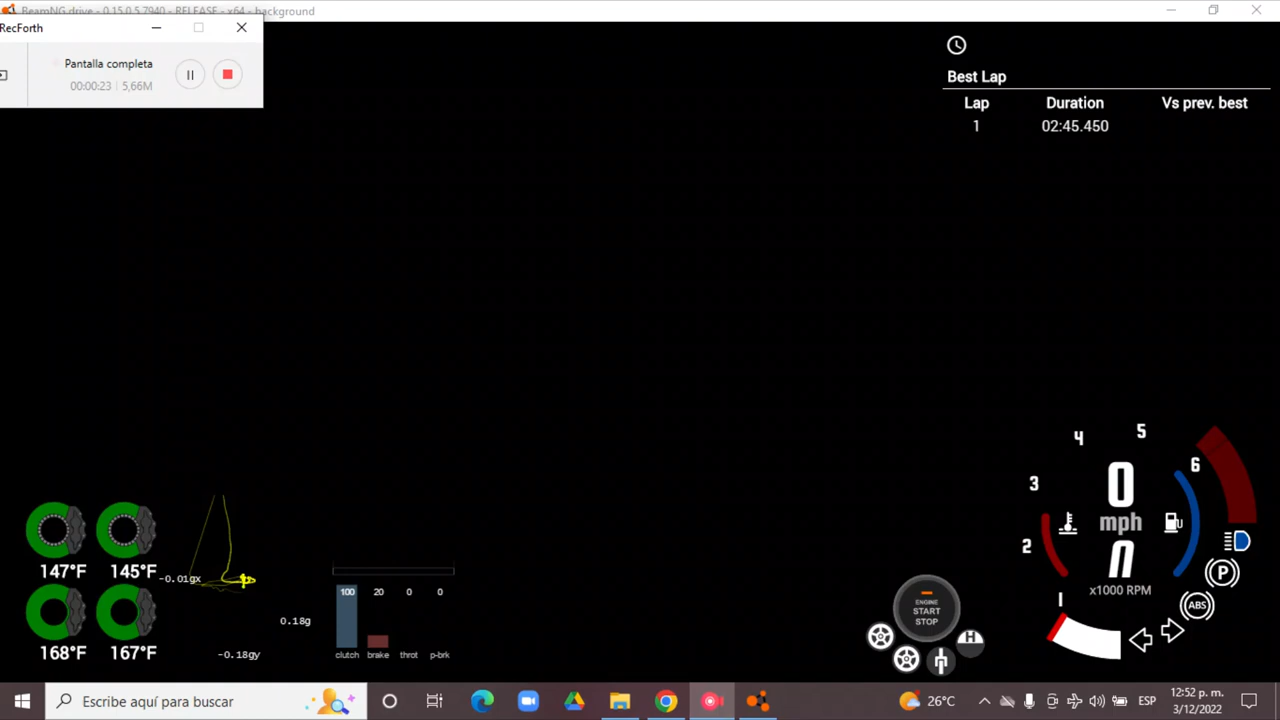 BeamNG.drive - 0.15.0.5.7940 - RELEASE - x64 - background
RecForth
Pantalla completa
00:00:23 | 5,66M
Best Lap
Lap Duration Vs prev. best
1 02:45.450
4 5
3 6
0
mph
2
n
x1000 RPM
1
P
ABS
147°F 145°F
168°F 167°F
-0.01gx
0.18g
-0.18gy
100 20 0 0
clutch brake throt p-brk
ENGINE
START
STOP
H
Escribe aquí para buscar
26°C
ESP
12:52 p. m.
3/12/2022